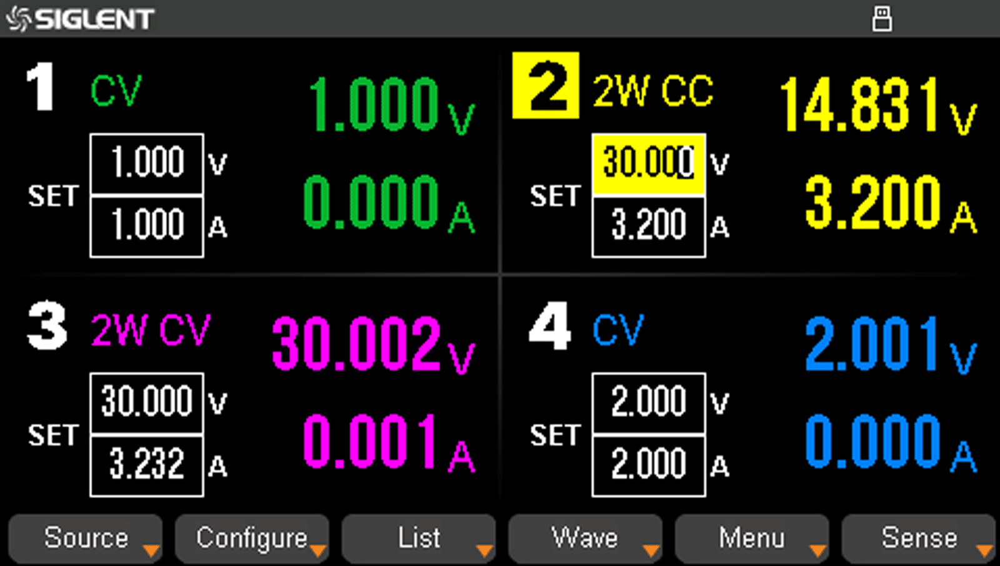 SIGLENT
1 CV 1.000 V
SET 1.000 V
1.000 A
0.000 A
2 2W CC 14.831 V
SET 30.000 V
3.200 A
3.200 A
3 2W CV 30.002 V
SET 30.000 V
3.232 A
0.001 A
4 CV 2.001 V
SET 2.000 V
2.000 A
0.000 A
Source Configure List Wave Menu Sense